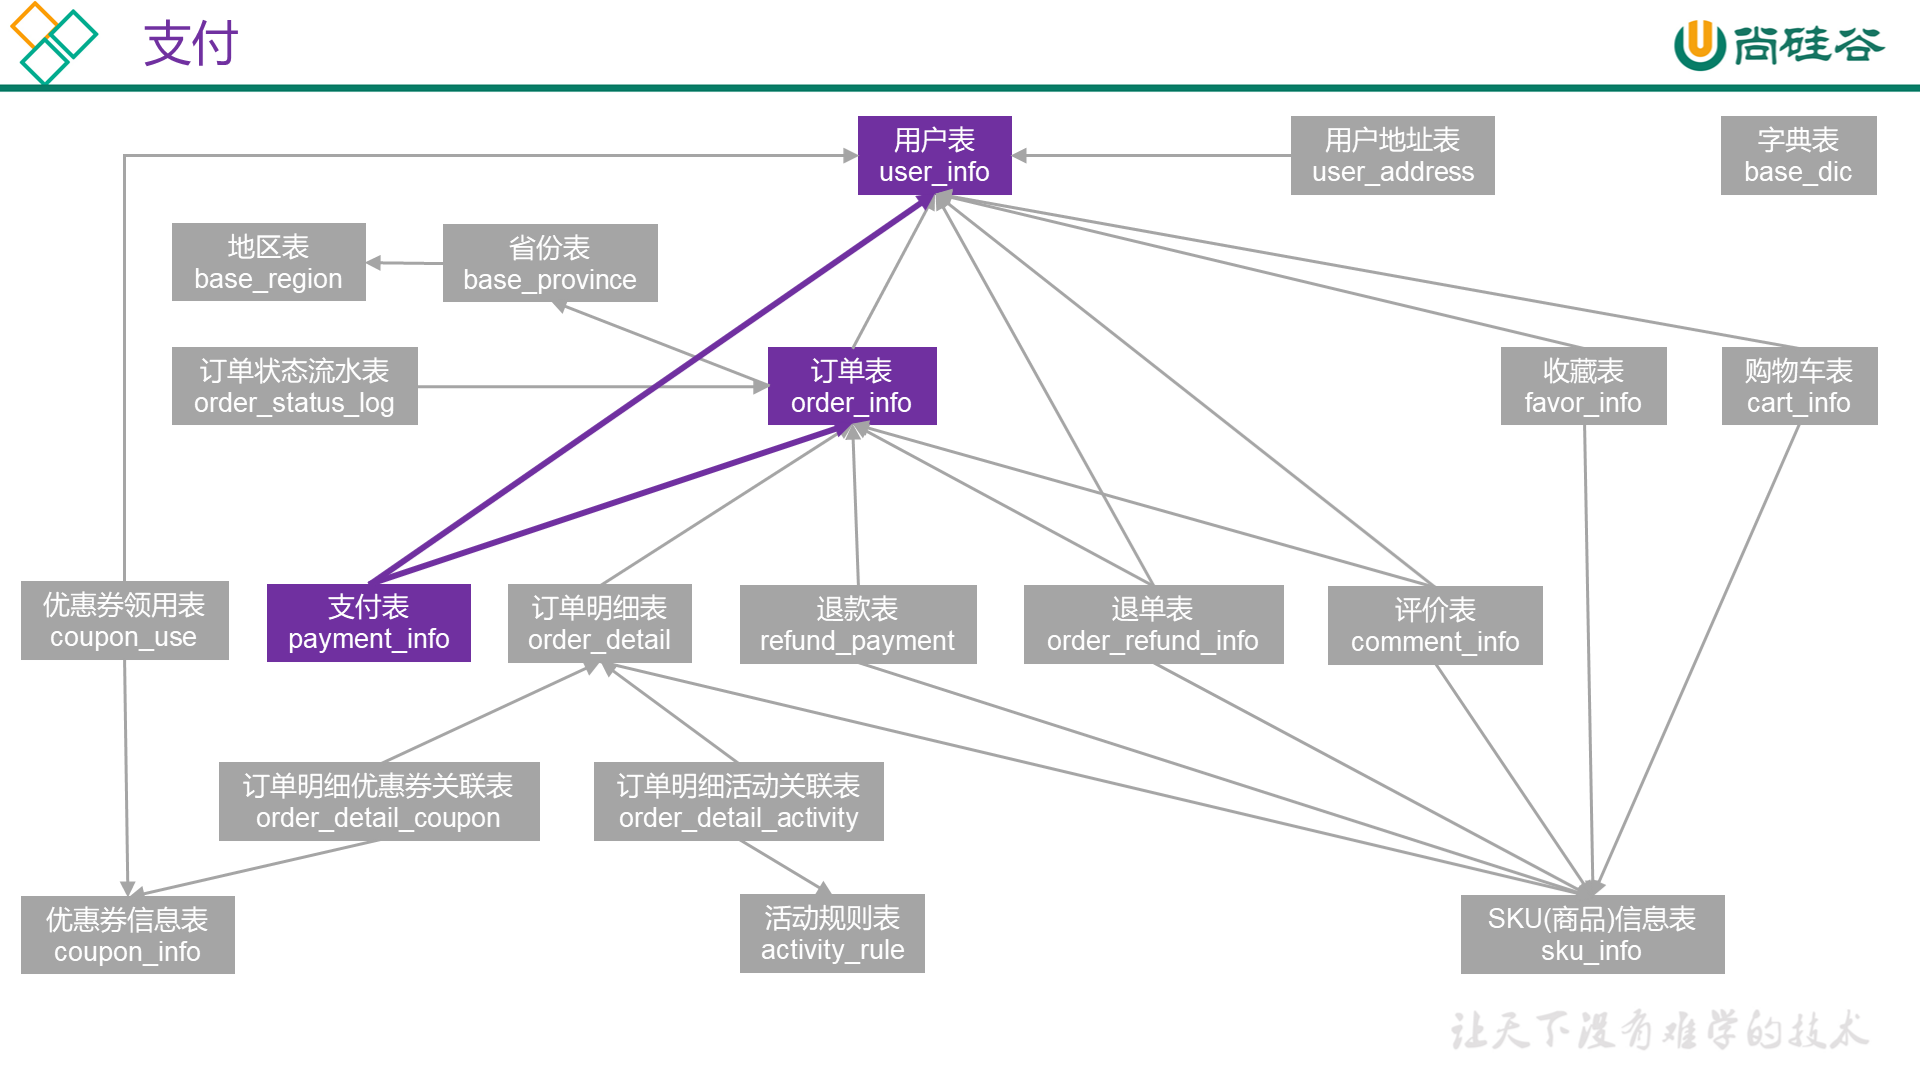 支付
尚硅谷
用户表
user_info
用户地址表
user_address
字典表
base_dic
地区表
base_region
省份表
base_province
订单状态流水表
order_status_log
订单表
order_info
收藏表
favor_info
购物车表
cart_info
优惠券领用表
coupon_use
支付表
payment_info
订单明细表
order_detail
退款表
refund_payment
退单表
order_refund_info
评价表
comment_info
订单明细优惠券关联表
order_detail_coupon
订单明细活动关联表
order_detail_activity
优惠券信息表
coupon_info
活动规则表
activity_rule
SKU(商品)信息表
sku_info
让天下没有难学的技术